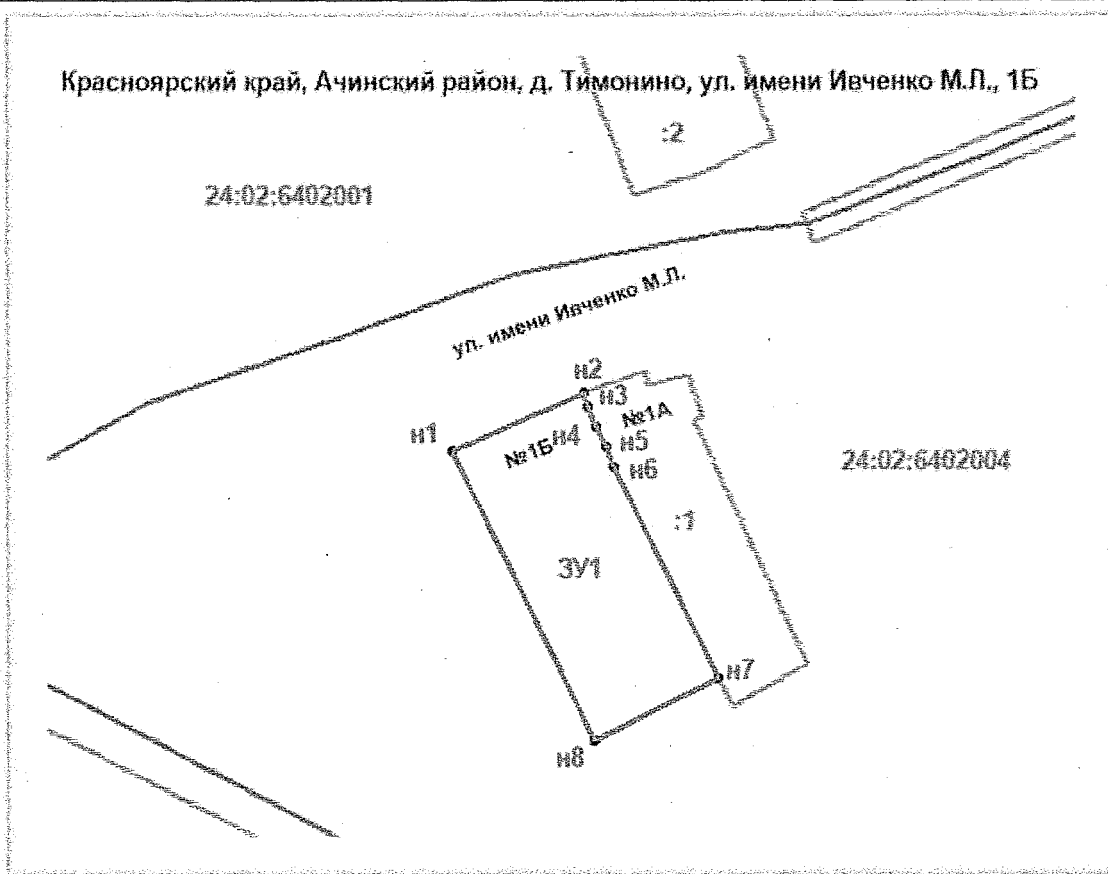 Красноярский край, Ачинский район, д. Тимонино, ул. имени Ивченко М.Л., 1Б
:2
24:02:6402001
ул. имени Ивченко М.Л.
н2
н3
№1А
н1
№1Б
н4
н5
н6
24:02:6402004
:1
ЗУ1
н7
н8